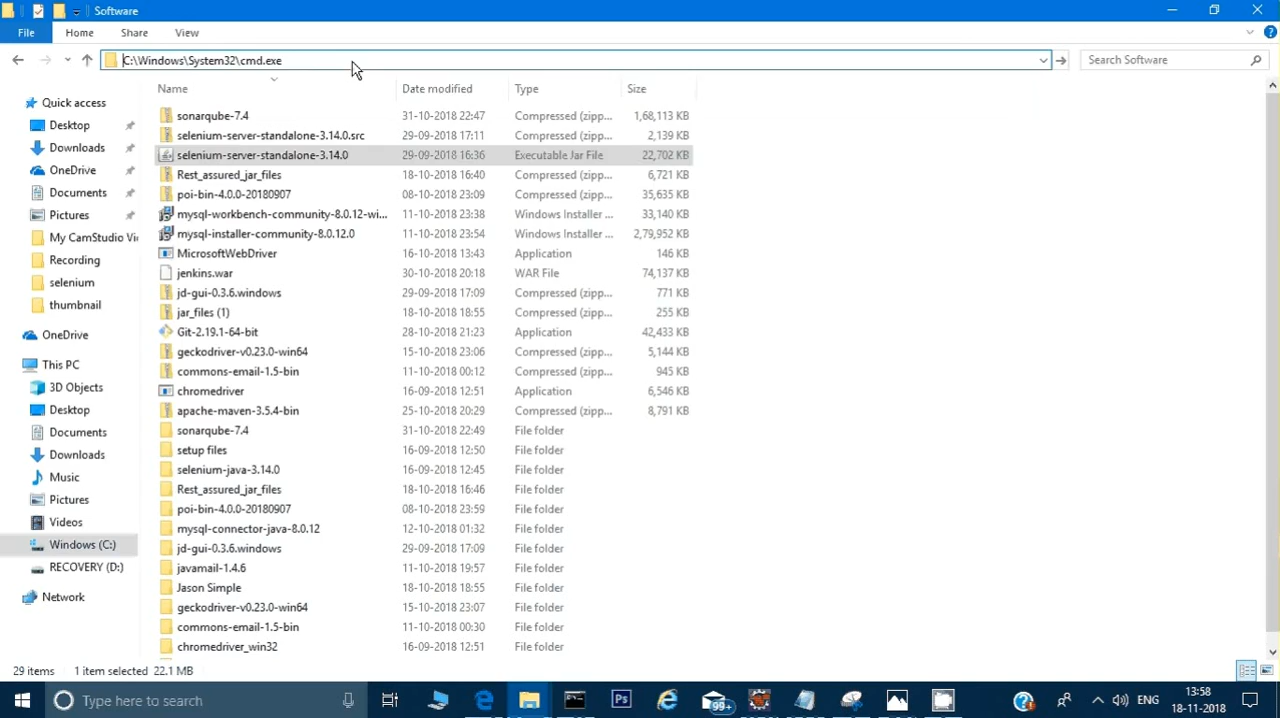 Software
File Home Share View
C:\Windows\System32\cmd.exe
Search Software
Name Date modified Type Size
Quick access
Desktop
Downloads
OneDrive
Documents
Pictures
My CamStudio Vi
Recording
selenium
thumbnail
OneDrive
This PC
3D Objects
Desktop
Documents
Downloads
Music
Pictures
Videos
Windows (C:)
RECOVERY (D:)
Network
sonarqube-7.4 31-10-2018 22:47 Compressed (zipp... 1,68,113 KB
selenium-server-standalone-3.14.0.src 29-09-2018 17:11 Compressed (zipp... 2,139 KB
selenium-server-standalone-3.14.0 29-09-2018 16:36 Executable Jar File 22,702 KB
Rest_assured_jar_files 18-10-2018 16:40 Compressed (zipp... 6,721 KB
poi-bin-4.0.0-20180907 08-10-2018 23:09 Compressed (zipp... 35,635 KB
mysql-workbench-community-8.0.12-wi... 11-10-2018 23:38 Windows Installer ... 33,140 KB
mysql-installer-community-8.0.12.0 11-10-2018 23:54 Windows Installer ... 2,79,952 KB
MicrosoftWebDriver 16-10-2018 13:43 Application 146 KB
jenkins.war 30-10-2018 20:18 WAR File 74,137 KB
jd-gui-0.3.6.windows 29-09-2018 17:09 Compressed (zipp... 771 KB
jar_files (1) 18-10-2018 18:55 Compressed (zipp... 255 KB
Git-2.19.1-64-bit 28-10-2018 21:23 Application 42,433 KB
geckodriver-v0.23.0-win64 15-10-2018 23:06 Compressed (zipp... 5,144 KB
commons-email-1.5-bin 11-10-2018 00:12 Compressed (zipp... 945 KB
chromedriver 16-09-2018 12:51 Application 6,546 KB
apache-maven-3.5.4-bin 25-10-2018 20:29 Compressed (zipp... 8,791 KB
sonarqube-7.4 31-10-2018 22:49 File folder
setup files 16-09-2018 12:50 File folder
selenium-java-3.14.0 16-09-2018 12:45 File folder
Rest_assured_jar_files 18-10-2018 16:46 File folder
poi-bin-4.0.0-20180907 08-10-2018 23:59 File folder
mysql-connector-java-8.0.12 12-10-2018 01:32 File folder
jd-gui-0.3.6.windows 29-09-2018 17:09 File folder
javamail-1.4.6 11-10-2018 19:57 File folder
Jason Simple 18-10-2018 18:55 File folder
geckodriver-v0.23.0-win64 15-10-2018 23:07 File folder
commons-email-1.5-bin 11-10-2018 00:30 File folder
chromedriver_win32 16-09-2018 12:51 File folder
29 items 1 item selected 22.1 MB
Type here to search
Ps
99+
ENG
13:58
18-11-2018